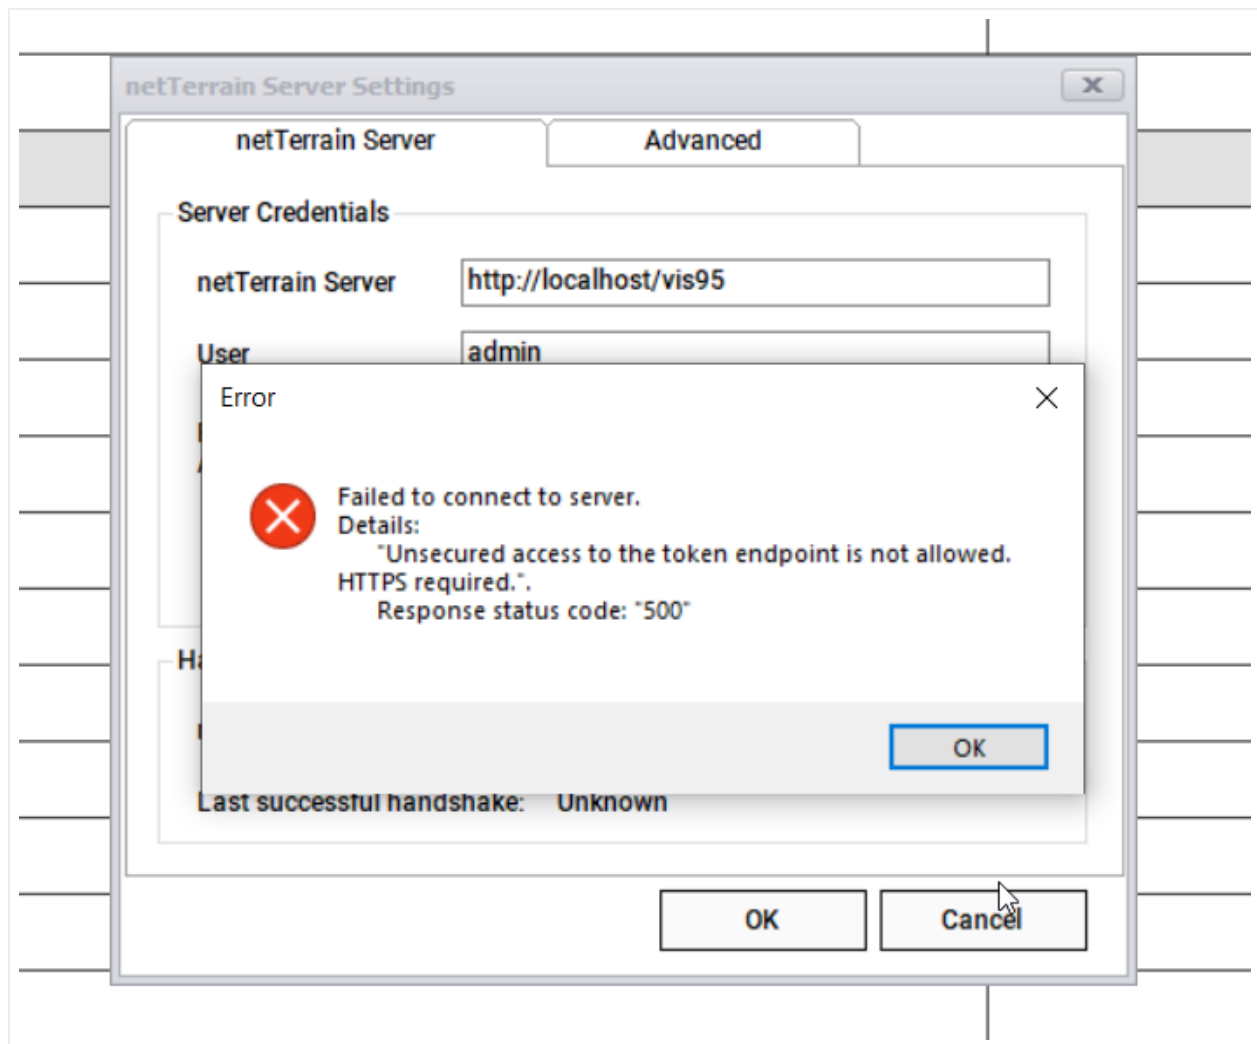 netTerrain Server Settings
netTerrain Server
Advanced
Server Credentials
netTerrain Server
http://localhost/vis95
User
admin
Error
Failed to connect to server.
Details:
"Unsecured access to the token endpoint is not allowed.
HTTPS required.".
Response status code: "500"
OK
Last successful handshake: Unknown
OK
Cancel